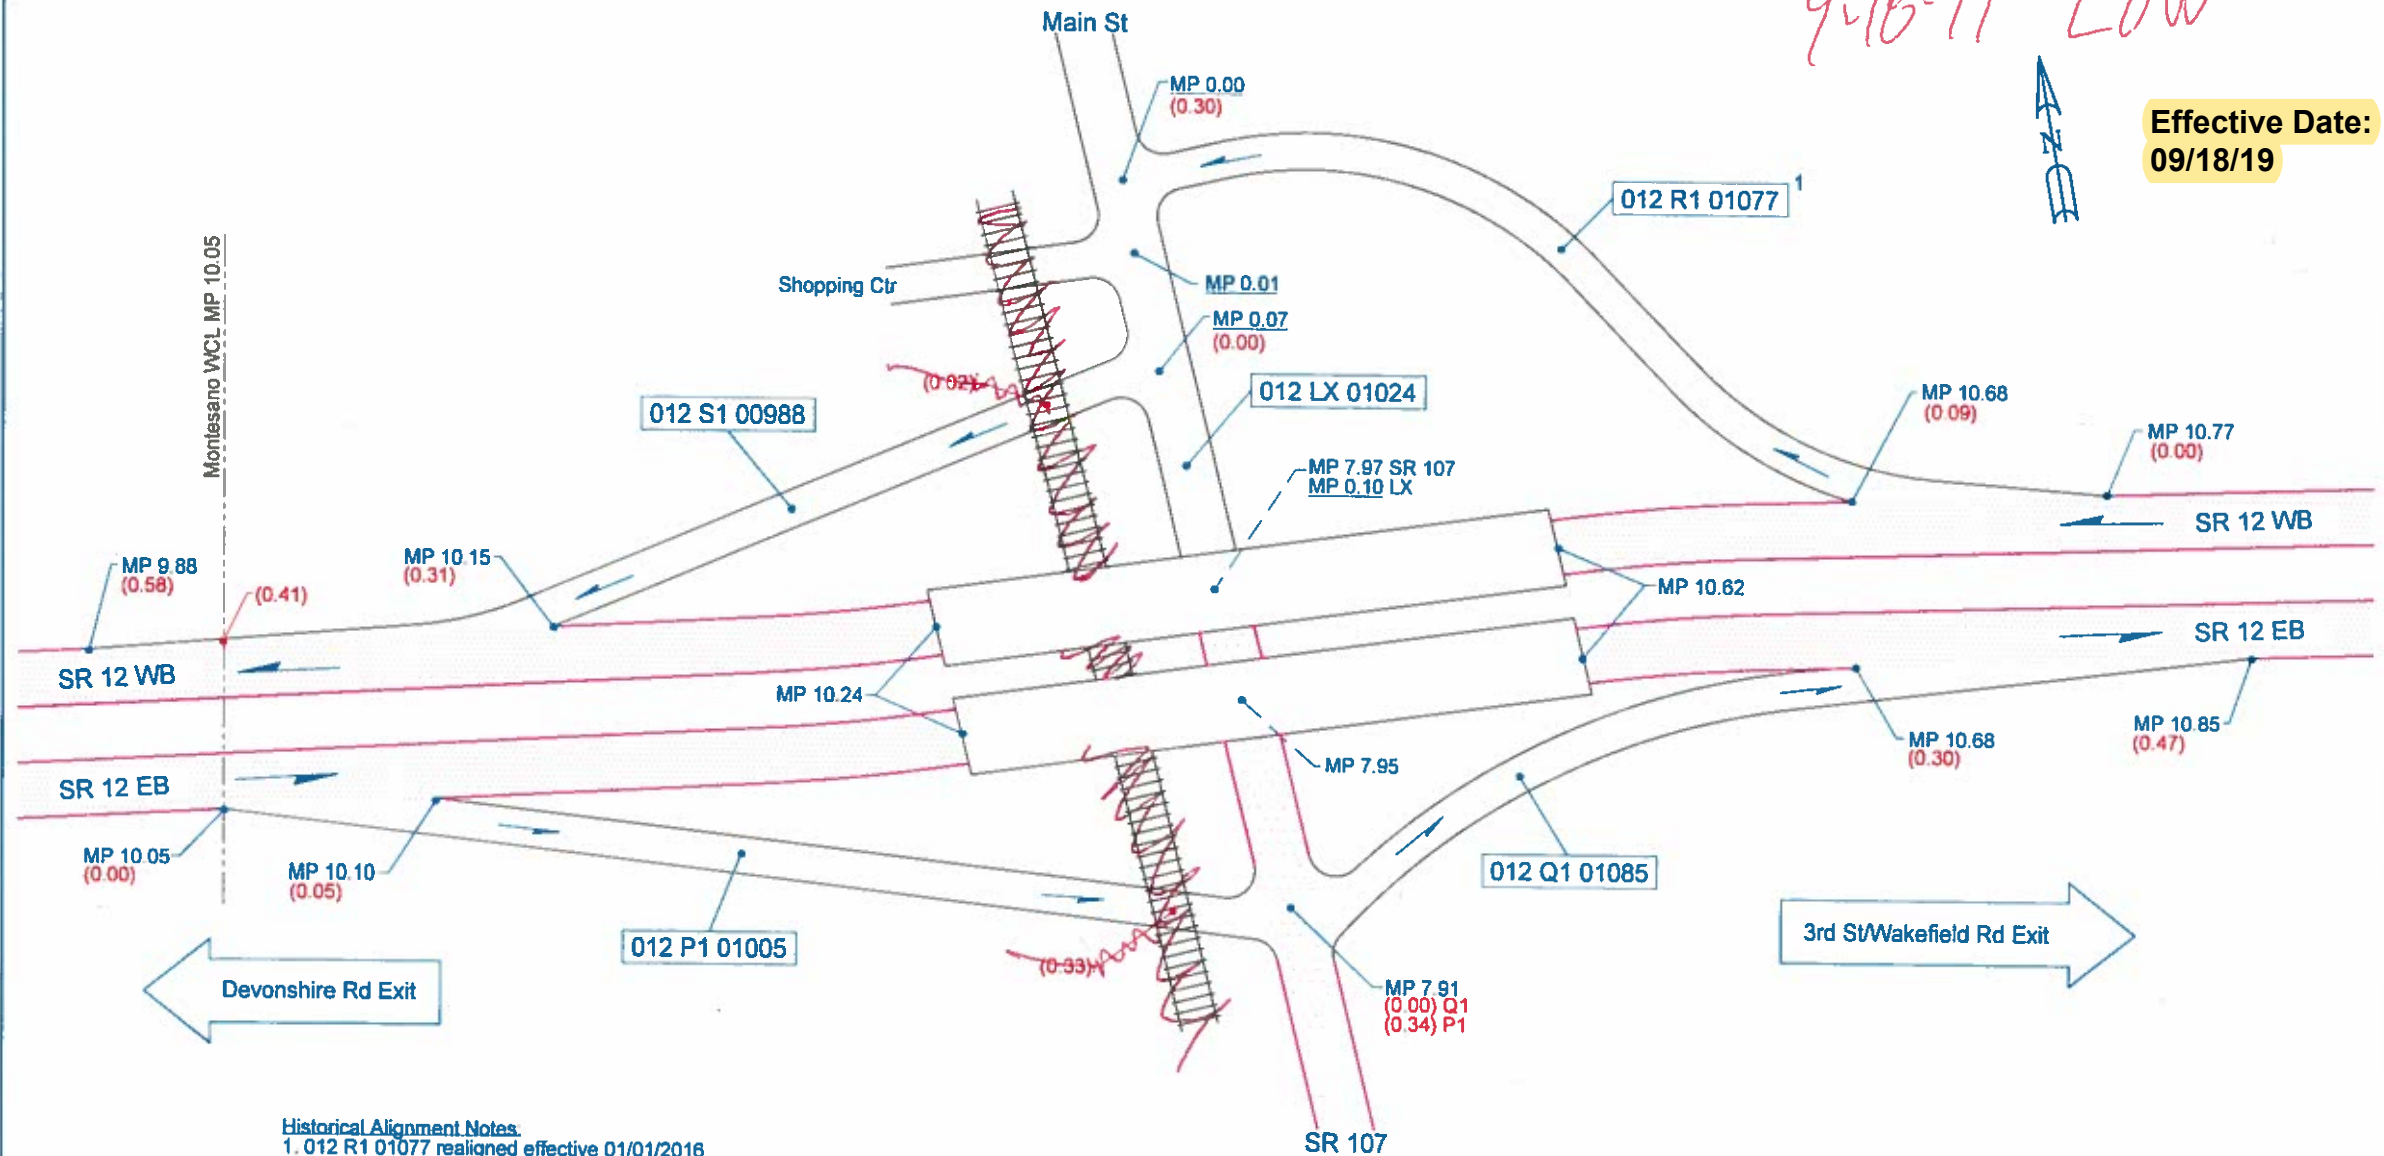 Main St
MP 0.00
(0.30)
Effective Date:
09/18/19
N
012 R1 01077 1
Montesano WCL MP 10.05
Shopping Ctr
MP 0.01
MP 0.07
(0.00)
(0.02)
012 S1 00988
012 LX 01024
MP 10.68
(0.09)
MP 10.77
(0.00)
MP 7.97 SR 107
MP 0.10 LX
SR 12 WB
MP 9.88
(0.58)
MP 10.15
(0.31)
(0.41)
MP 10.62
SR 12 EB
SR 12 WB
MP 10.24
MP 10.85
(0.47)
MP 10.68
(0.30)
MP 7.95
SR 12 EB
MP 10.05
(0.00)
MP 10.10
(0.05)
012 Q1 01085
012 P1 01005
(0.33)
3rd St/Wakefield Rd Exit
Devonshire Rd Exit
MP 7.91
(0.00) Q1
(0.34) P1
Historical Alignment Notes
1. 012 R1 01077 realigned effective 01/01/2016
SR 107